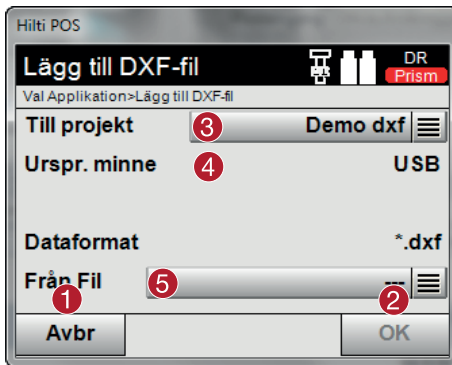 Hilti POS
Lägg till DXF-fil
DR
Prism
Val Applikation>Lägg till DXF-fil
Till projekt 3 Demo dxf
Urspr. minne 4 USB
Dataformat *.dxf
Från Fil 5 ---
1 2
Avbr OK